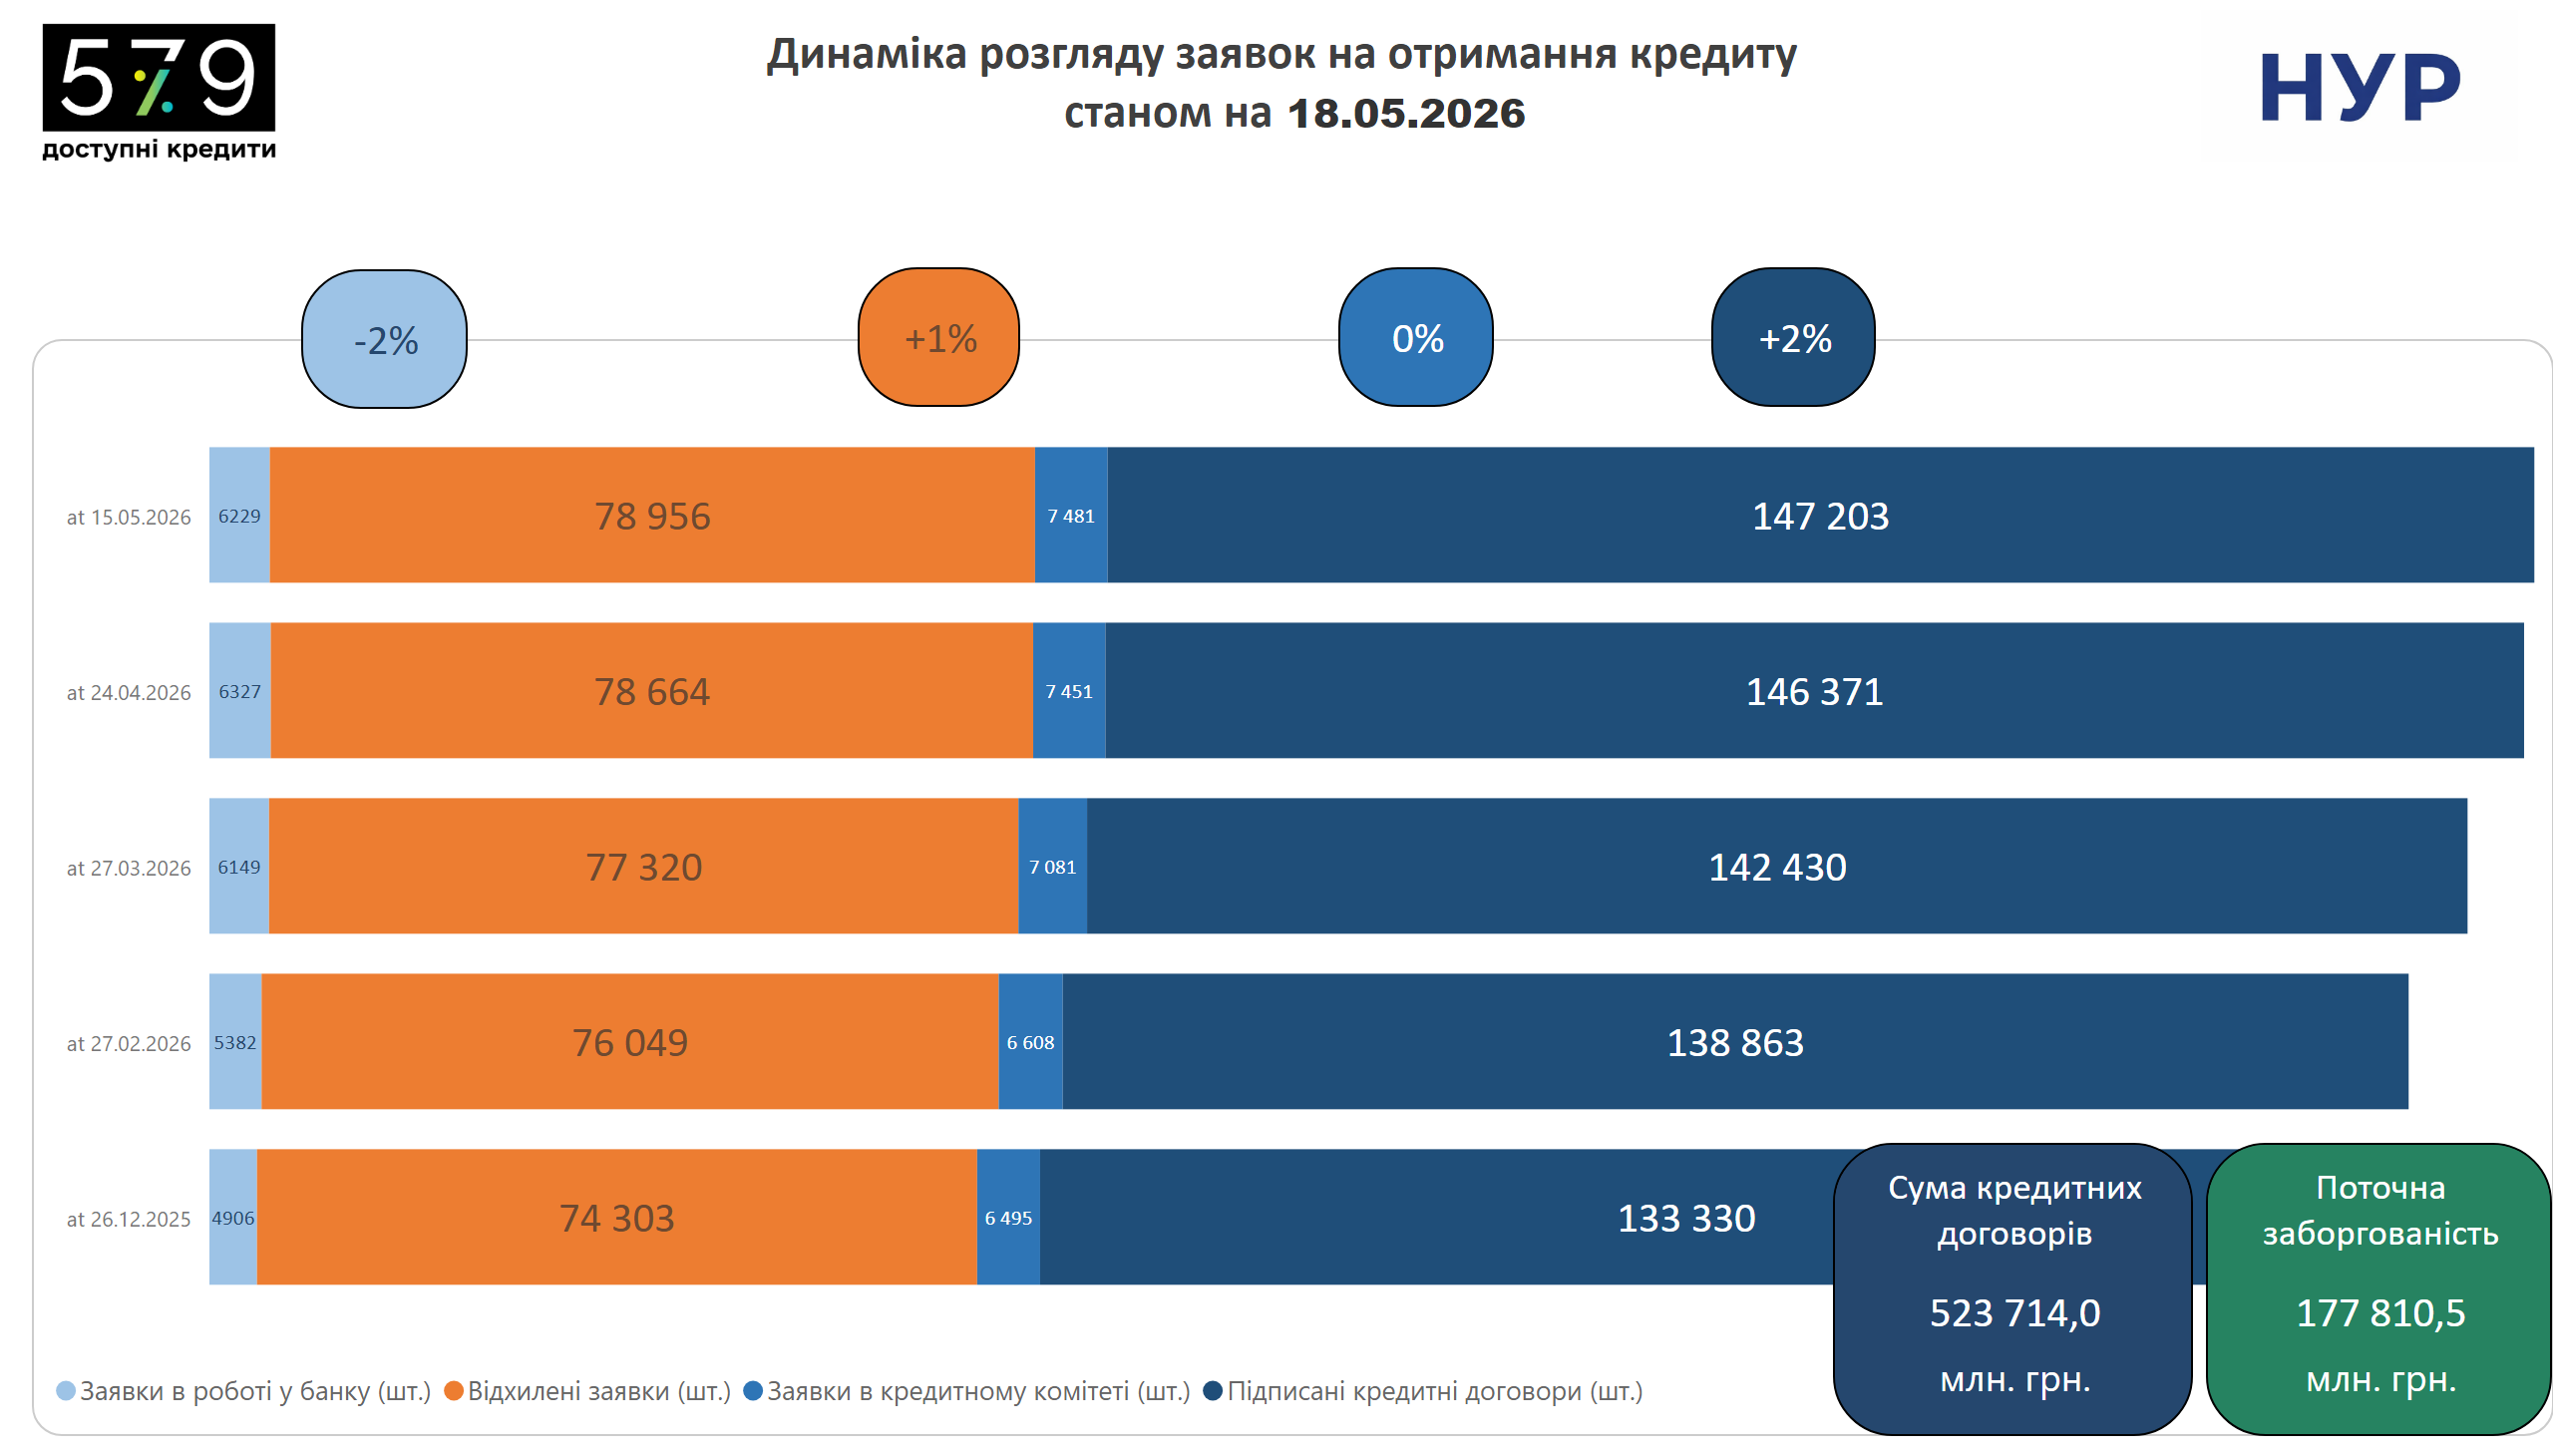 5%9
доступні кредити
Динаміка розгляду заявок на отримання кредиту
станом на 18.05.2026
НУР
-2%
+1%
0%
+2%
at 15.05.2026 6229 78 956 7 481 147 203
at 24.04.2026 6327 78 664 7 451 146 371
at 27.03.2026 6149 77 320 7 081 142 430
at 27.02.2026 5382 76 049 6 608 138 863
at 26.12.2025 4906 74 303 6 495 133 330
Сума кредитних
договорів
523 714,0
млн. грн.
Поточна
заборгованість
177 810,5
млн. грн.
Заявки в роботі у банку (шт.) Відхилені заявки (шт.) Заявки в кредитному комітеті (шт.) Підписані кредитні договори (шт.)